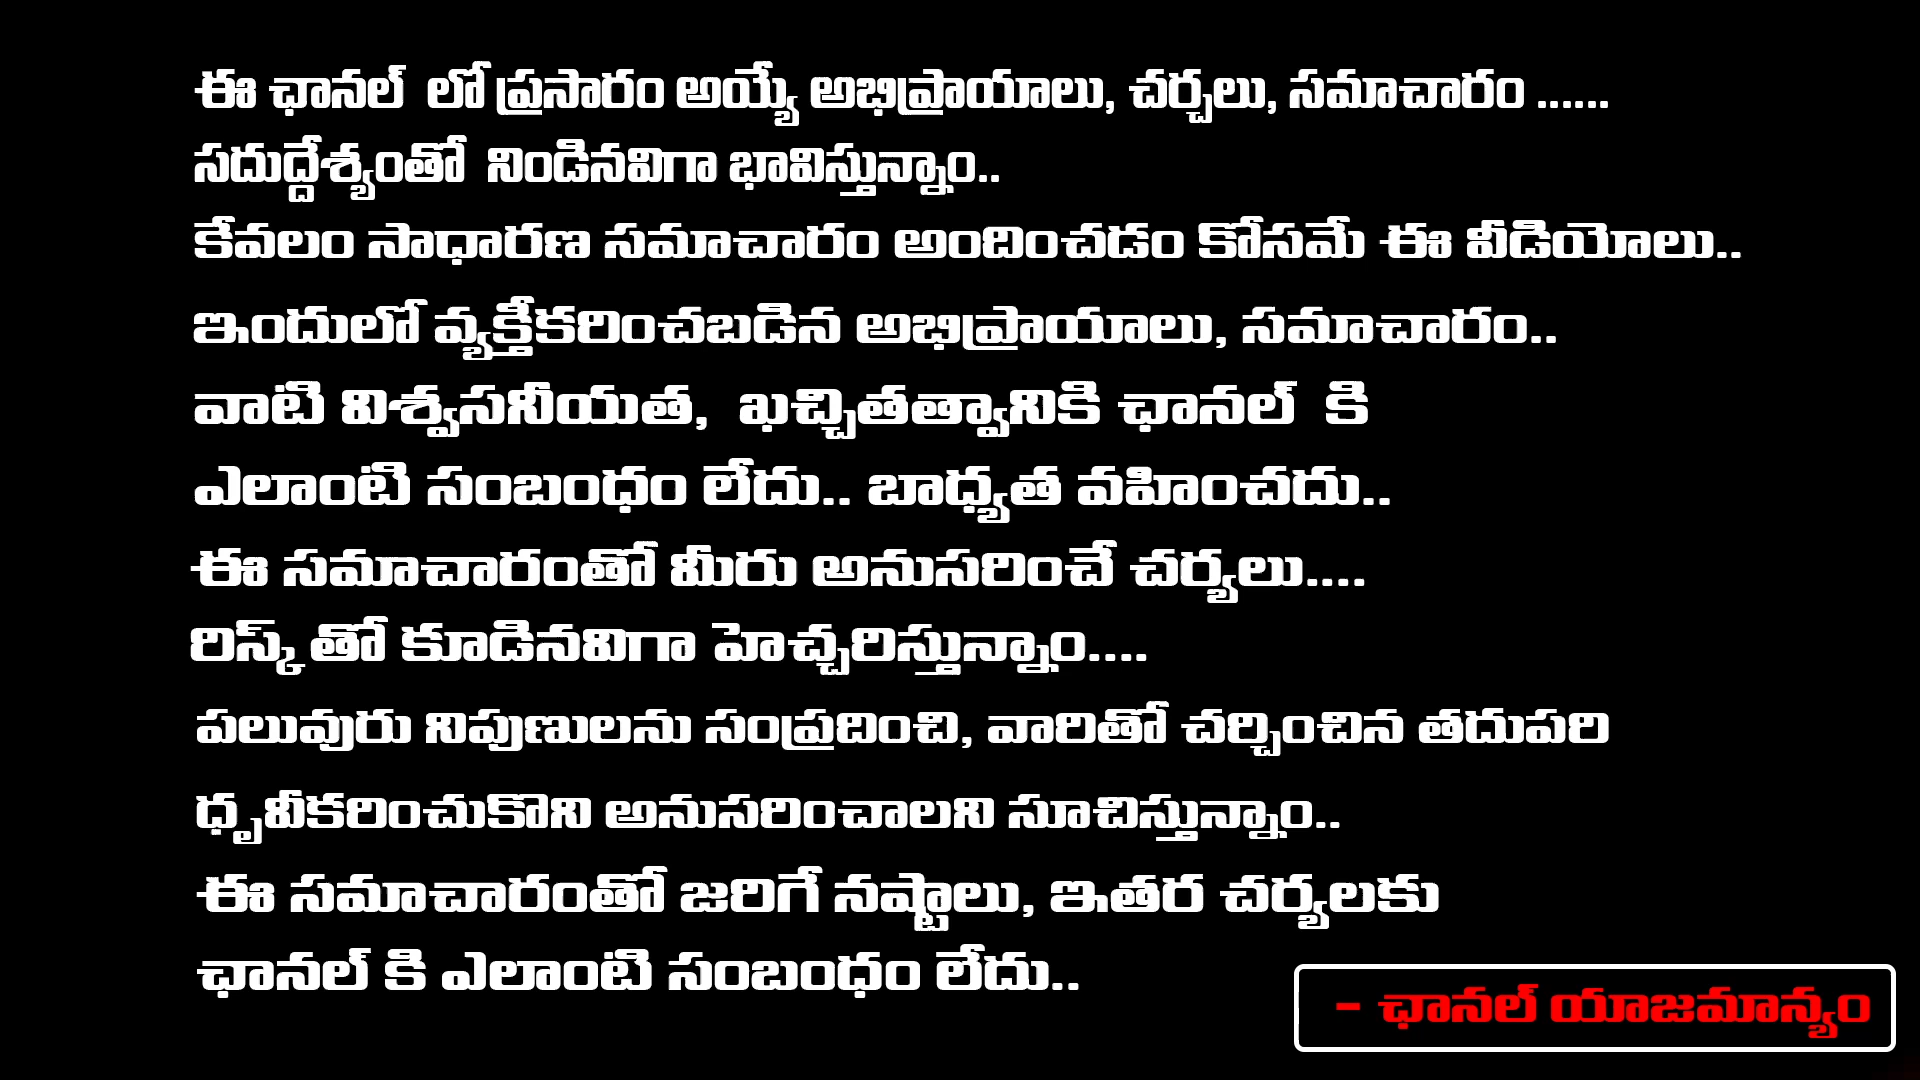 ఈ ఛానల్ లో ప్రసారం అయ్యే అభిప్రాయాలు, చర్చలు, సమాచారం ......
సదుద్దేశ్యంతో నిండినవిగా భావిస్తున్నాం..
కేవలం సాధారణ సమాచారం అందించడం కోసమే ఈ వీడియోలు..
ఇందులో వ్యక్తీకరించబడిన అభిప్రాయాలు, సమాచారం..
వాటి విశ్వసనీయత, ఖచ్చితత్వానికి ఛానల్ కి
ఎలాంటి సంబంధం లేదు.. బాధ్యత వహించదు..
ఈ సమాచారంతో మీరు అనుసరించే చర్యలు....
రిస్క్ తో కూడినవిగా హెచ్చరిస్తున్నాం....
పలువురు నిపుణులను సంప్రదించి, వారితో చర్చించిన తదుపరి
ధృవీకరించుకొని అనుసరించాలని సూచిస్తున్నాం..
ఈ సమాచారంతో జరిగే నష్టాలు, ఇతర చర్యలకు
ఛానల్ కి ఎలాంటి సంబంధం లేదు..
- ఛానల్ యాజమాన్యం